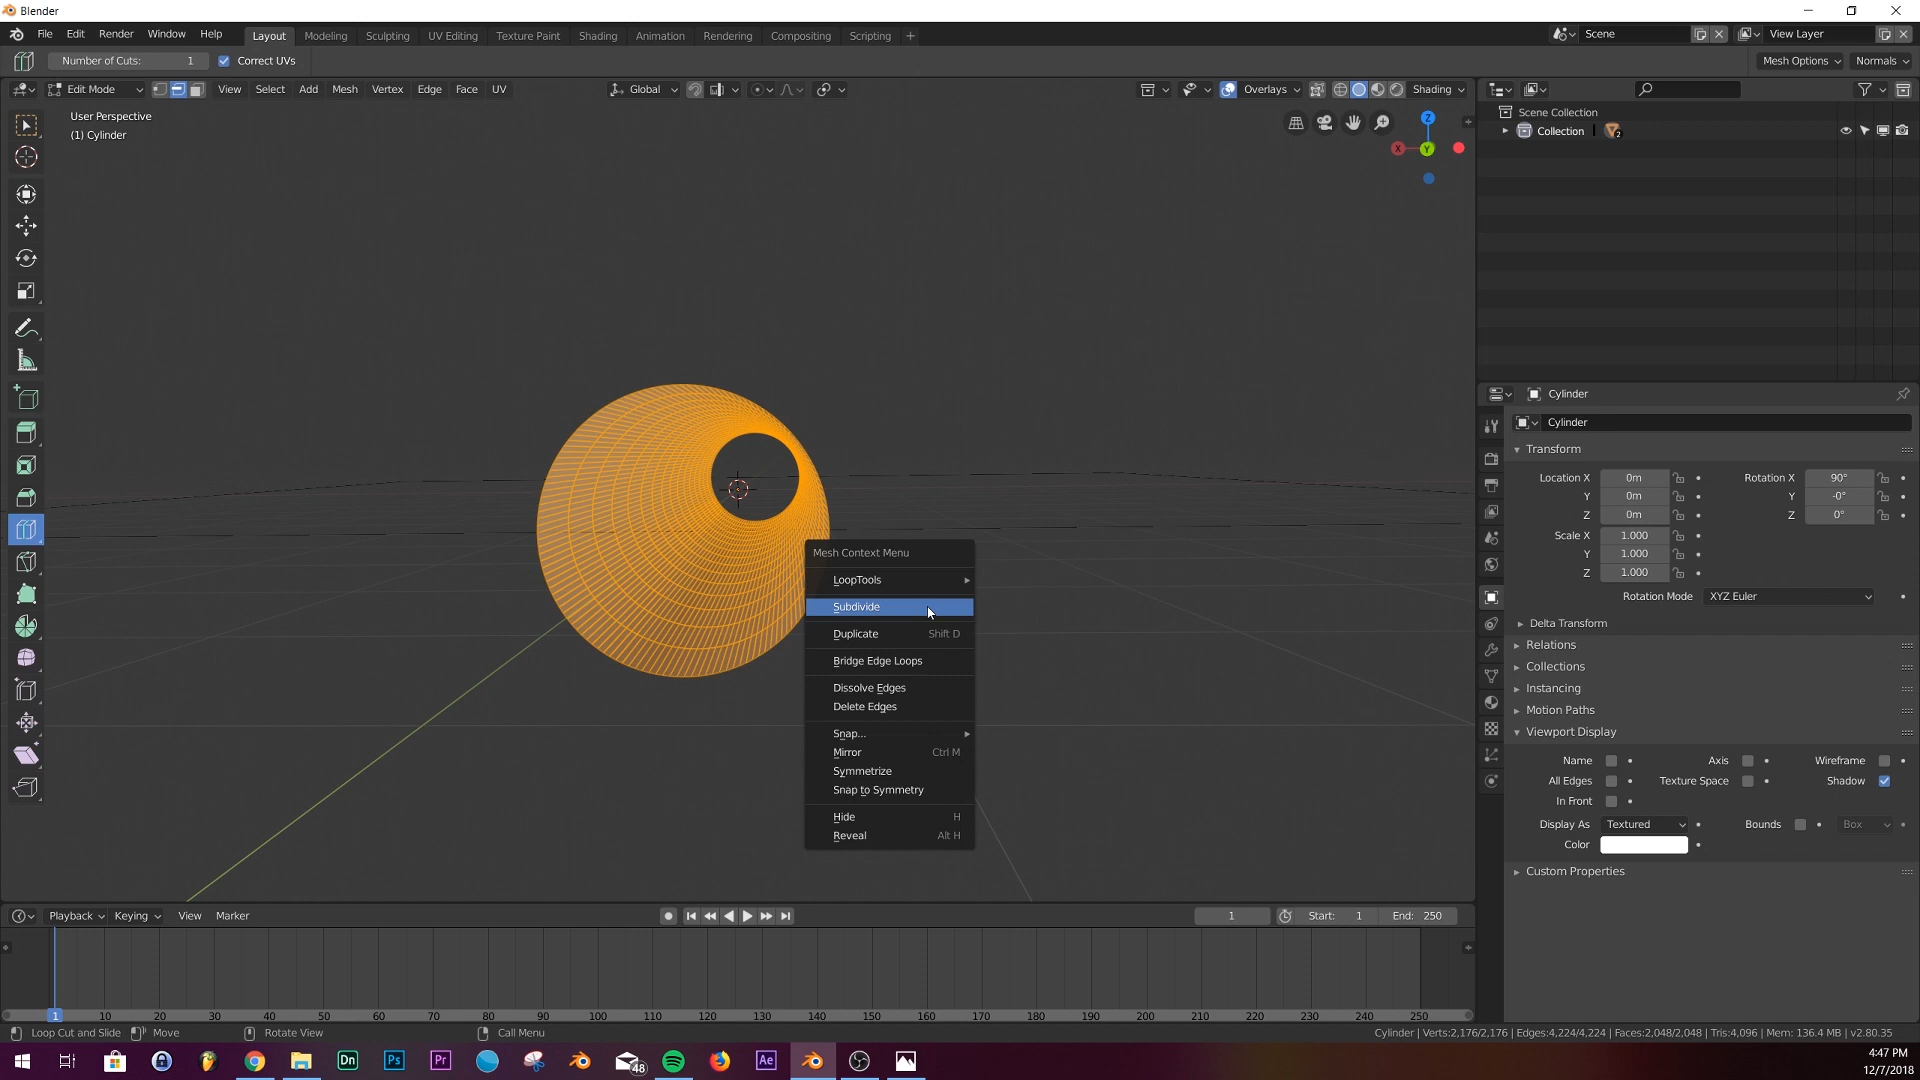 Blender
File Edit Render Window Help Layout Modeling Sculpting UV Editing Texture Paint Shading Animation Rendering Compositing Scripting + Scene View Layer
Number of Cuts: 1 Correct UVs Mesh Options Normals
Edit Mode View Select Add Mesh Vertex Edge Face UV Global Overlays Shading
User Perspective
(1) Cylinder
Z
X
Y
Scene Collection
Collection 2
Cylinder
Cylinder
Transform
Location X 0m Rotation X 90°
Y 0m Y -0°
Z 0m Z 0°
Scale X 1.000
Y 1.000
Z 1.000
Rotation Mode XYZ Euler
Delta Transform
Relations
Collections
Instancing
Motion Paths
Viewport Display
Name Axis Wireframe
All Edges Texture Space Shadow
In Front
Display As Textured Bounds Box
Color
Custom Properties
Mesh Context Menu
LoopTools
Subdivide
Duplicate Shift D
Bridge Edge Loops
Dissolve Edges
Delete Edges
Snap...
Mirror Ctrl M
Symmetrize
Snap to Symmetry
Hide H
Reveal Alt H
Playback Keying View Marker 1 Start: 1 End: 250
1 10 20 30 40 50 60 70 80 90 100 110 120 130 140 150 160 170 180 190 200 210 220 230 240 250
Loop Cut and Slide Move Rotate View Call Menu Cylinder | Verts:2,176/2,176 | Edges:4,224/4,224 | Faces:2,048/2,048 | Tris:4,096 | Mem: 136.4 MB | v2.80.35
Dn Ps Pr 48 Ae
4:47 PM
12/7/2018